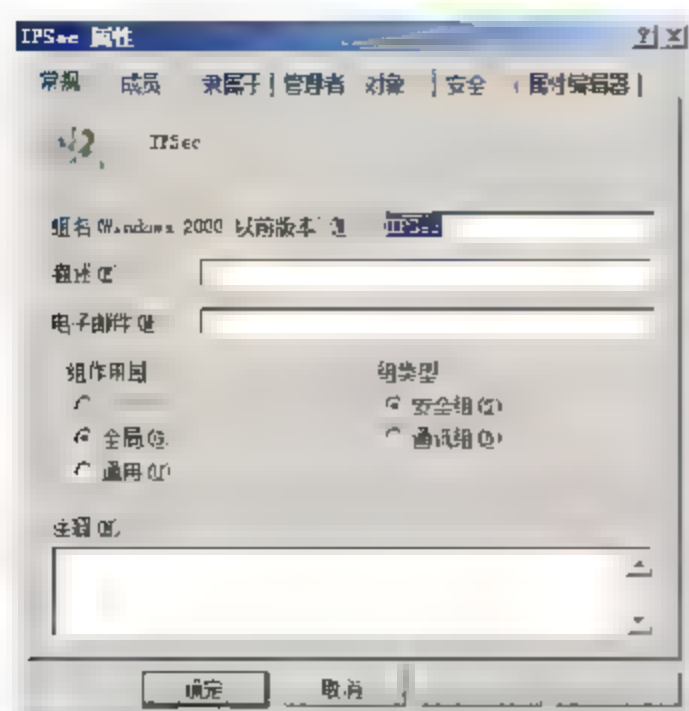 IPSec 属性
常规 成员 隶属于 管理者 对象 安全 属性编辑器
IPSec
组名(Windows 2000 以前版本)
IPSec
描述
电子邮件
组作用域 组类型
安全组(S)
全局(G) 通讯组(D)
通用(U)
注释
确定 取消